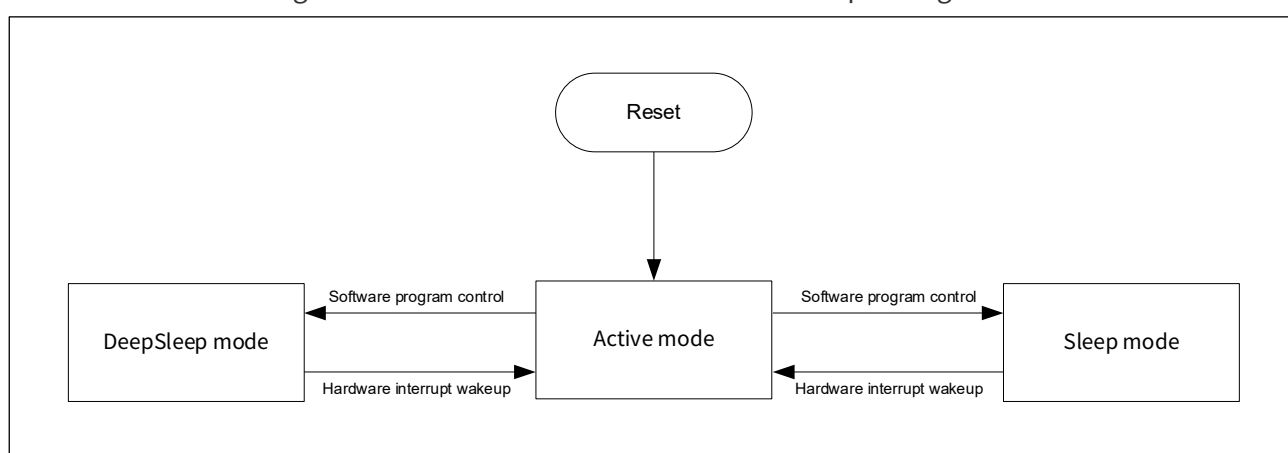 Reset
Software program control
Software program control
DeepSleep mode
Active mode
Sleep mode
Hardware interrupt wakeup
Hardware interrupt wakeup